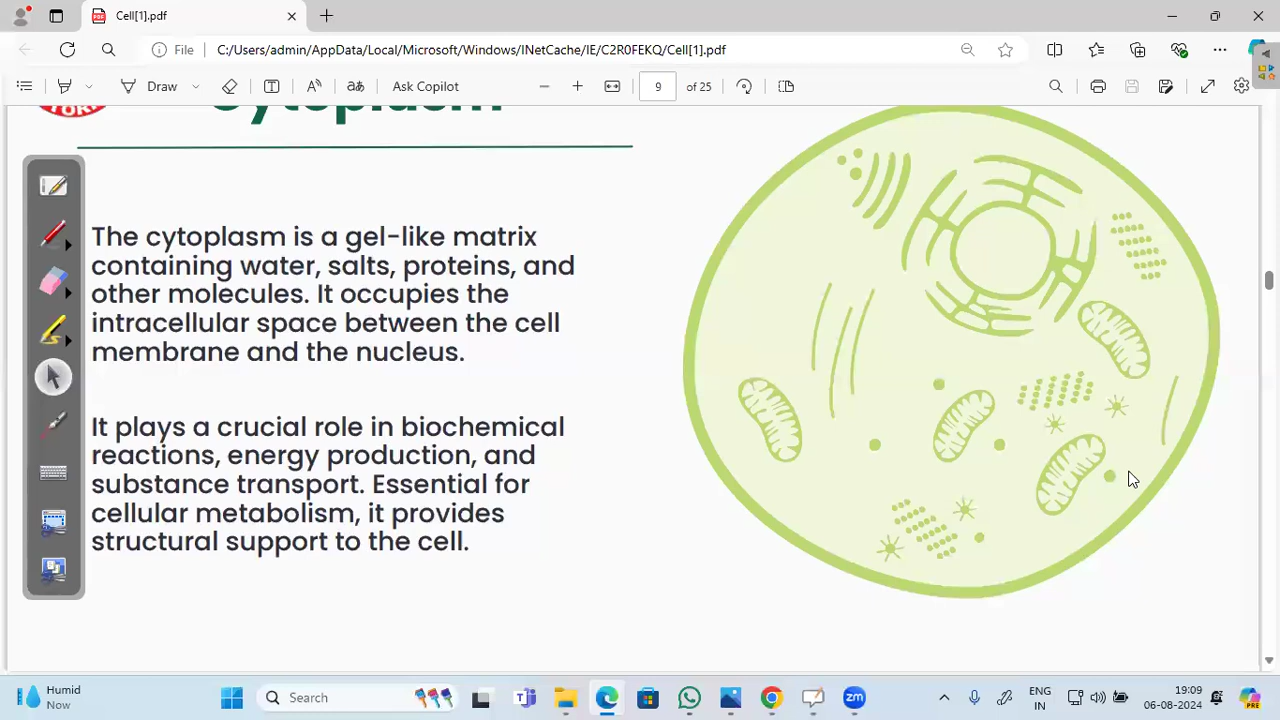 Cell[1].pdf
File
C:/Users/admin/AppData/Local/Microsoft/Windows/INetCache/IE/C2R0FEKQ/Cell[1].pdf
Draw
Ask Copilot
9 of 25
Cytoplasm
The cytoplasm is a gel-like matrix
containing water, salts, proteins, and
other molecules. It occupies the
intracellular space between the cell
membrane and the nucleus.
It plays a crucial role in biochemical
reactions, energy production, and
substance transport. Essential for
cellular metabolism, it provides
structural support to the cell.
Humid
Now
Search
ENG
IN
19:09
06-08-2024